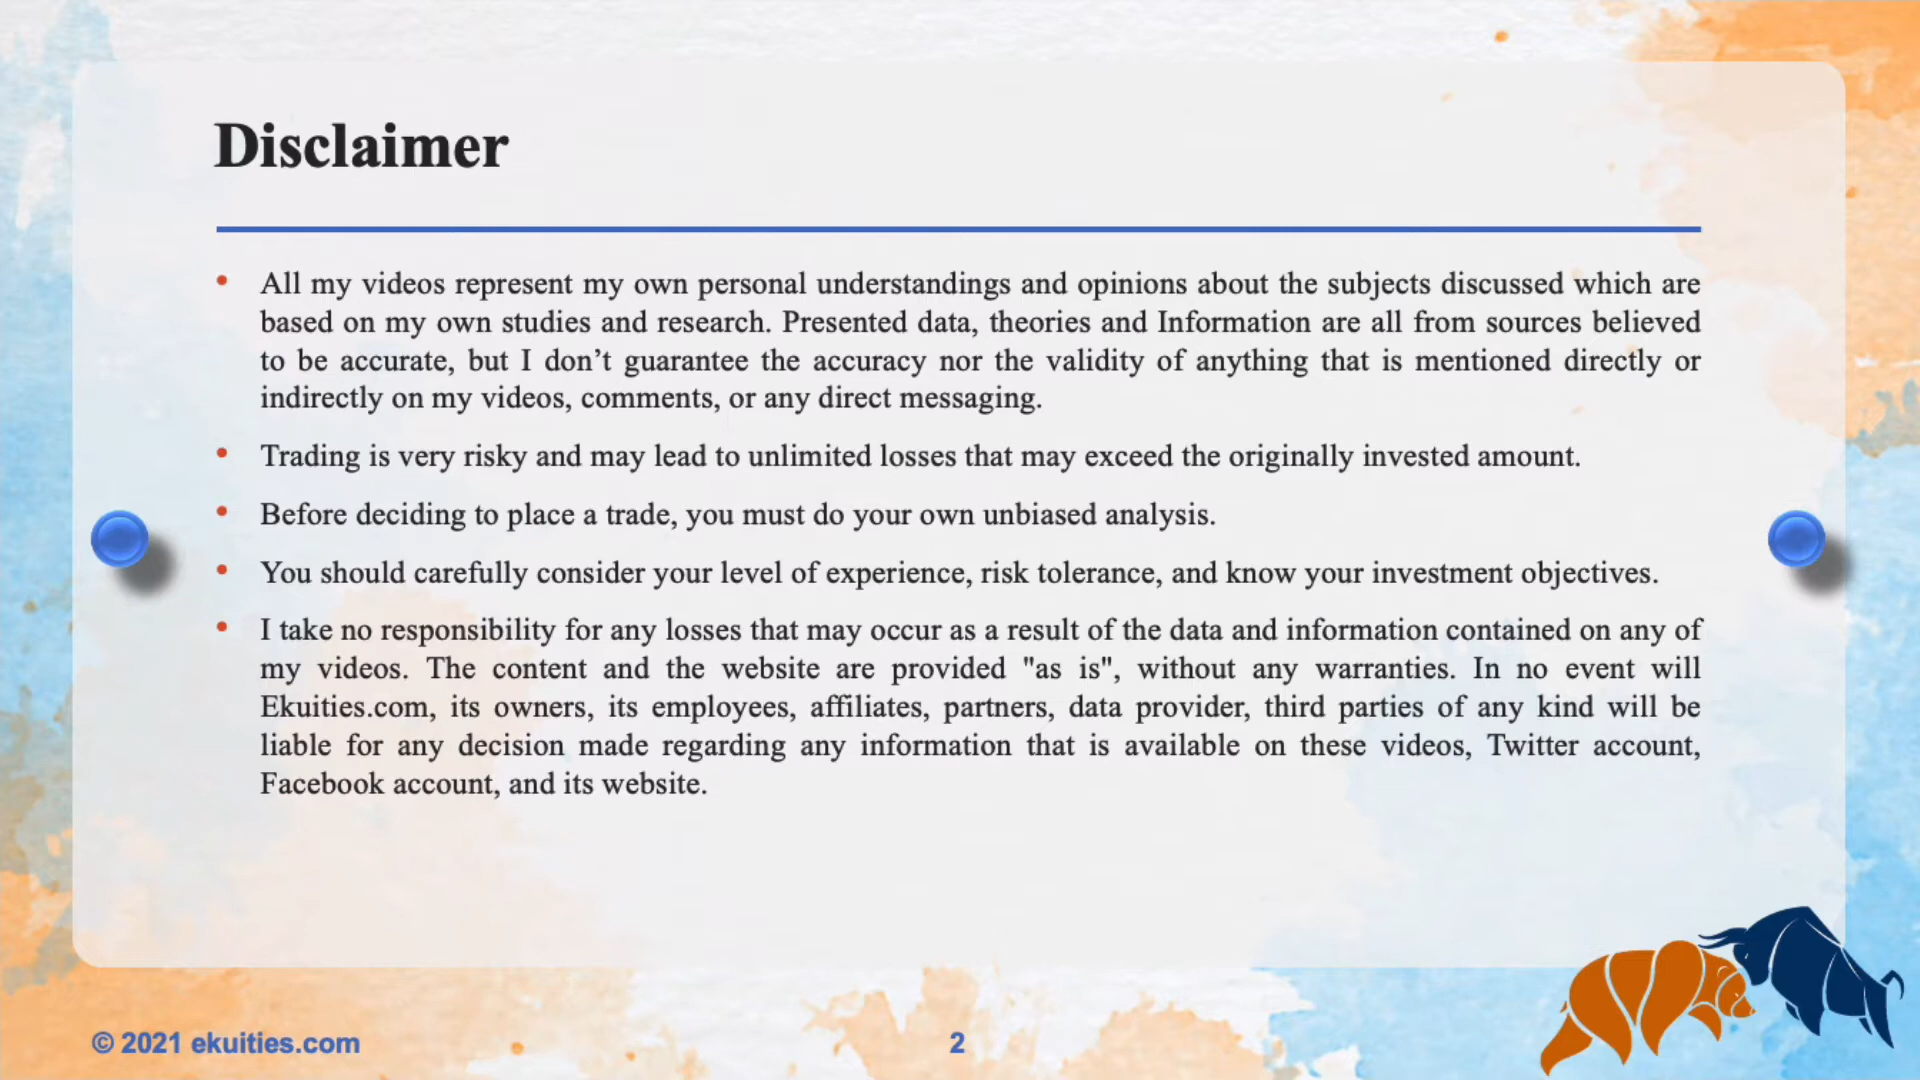 Disclaimer
• All my videos represent my own personal understandings and opinions about the subjects discussed which are
based on my own studies and research. Presented data, theories and Information are all from sources believed
to be accurate, but I don’t guarantee the accuracy nor the validity of anything that is mentioned directly or
indirectly on my videos, comments, or any direct messaging.
• Trading is very risky and may lead to unlimited losses that may exceed the originally invested amount.
• Before deciding to place a trade, you must do your own unbiased analysis.
• You should carefully consider your level of experience, risk tolerance, and know your investment objectives.
• I take no responsibility for any losses that may occur as a result of the data and information contained on any of
my videos. The content and the website are provided "as is", without any warranties. In no event will
Ekuities.com, its owners, its employees, affiliates, partners, data provider, third parties of any kind will be
liable for any decision made regarding any information that is available on these videos, Twitter account,
Facebook account, and its website.
© 2021 ekuities.com
2